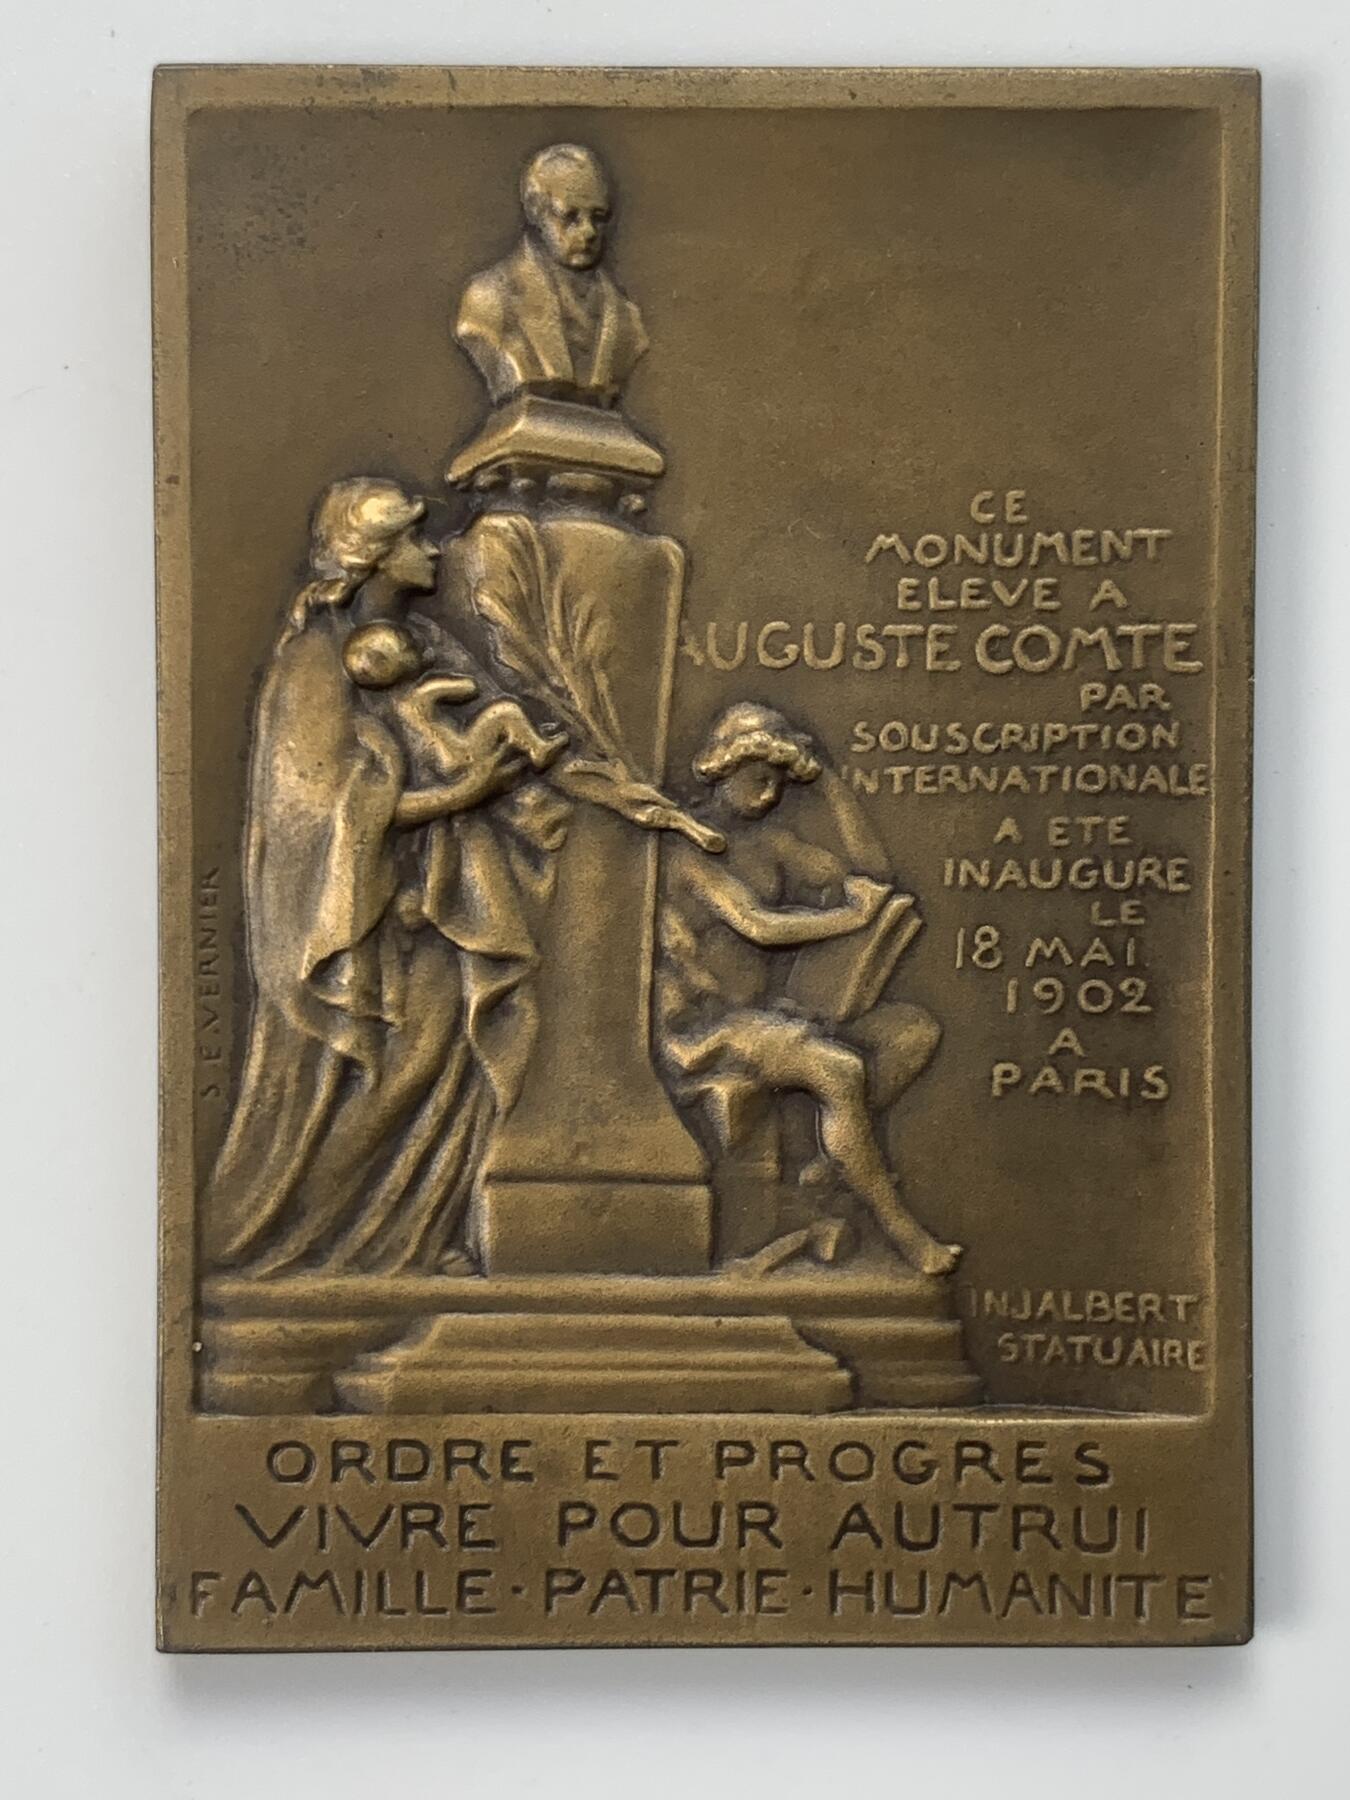 CE
MONUMENT
ELEVE A
AUGUSTE COMTE
PAR
SOUSCRIPTION
INTERNATIONALE
A ETE
INAUGURE
LE
18 MAI
1902
A
PARIS
S. E. VERNIER
INJALBERT
STATUAIRE
ORDRE ET PROGRES
VIVRE POUR AUTRUI
FAMILLE · PATRIE · HUMANITE